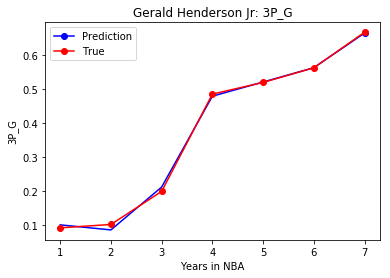 Gerald Henderson Jr: 3P_G
Prediction
True
3P_G
0.6
0.5
0.4
0.3
0.2
0.1
1 2 3 4 5 6 7
Years in NBA